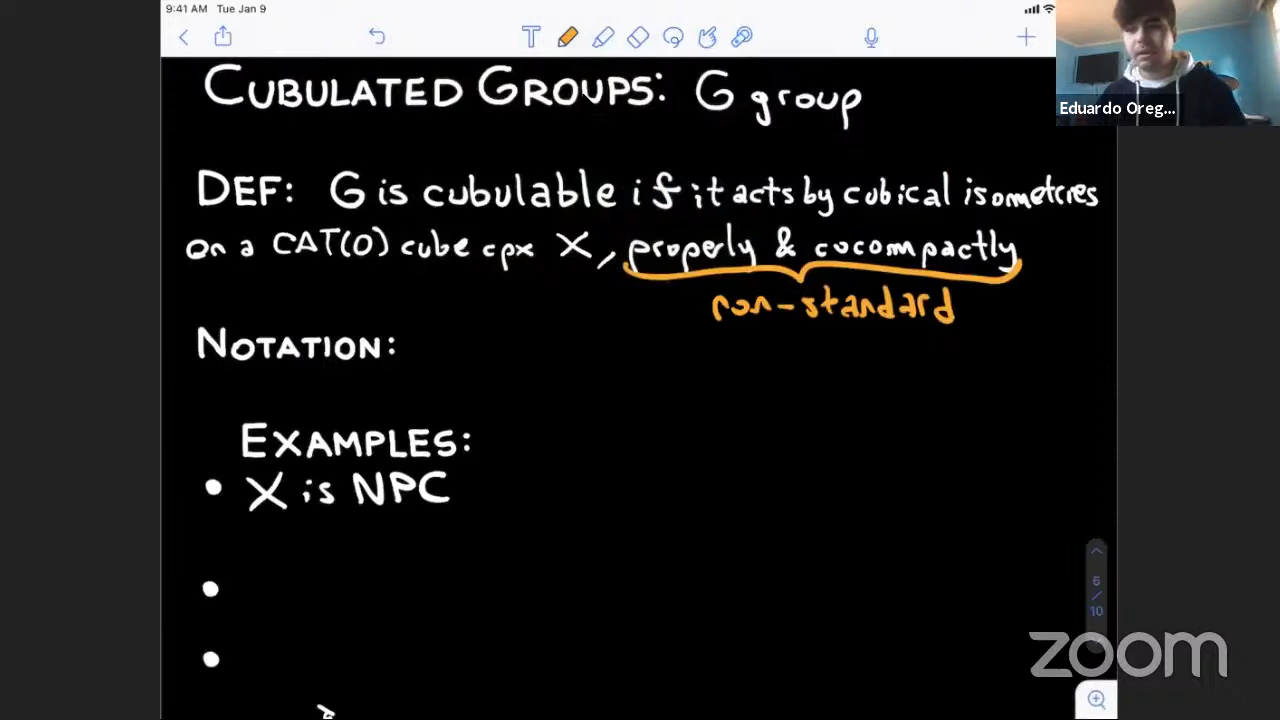 9:41 AM Tue Jan 9
CUBULATED GROUPS: G group
Eduardo Oreg...
DEF: G is cubulable if it acts by cubical isometries
on a CAT(0) cube cpx X, properly & cocompactly
non-standard
NOTATION:
EXAMPLES:
• X is NPC
•
•
6
/
10
zoom